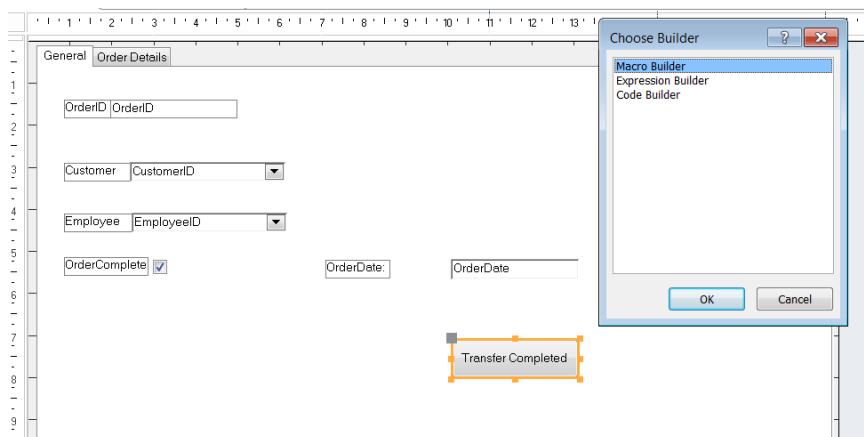 1 2 3 4 5 6 7 8 9 10 11 12 13
Choose Builder
?
Macro Builder
Expression Builder
Code Builder
OK Cancel
General Order Details
1
OrderID OrderID
2
3
Customer CustomerID
4
Employee EmployeeID
5
OrderComplete OrderDate: OrderDate
6
7
Transfer Completed
8
9